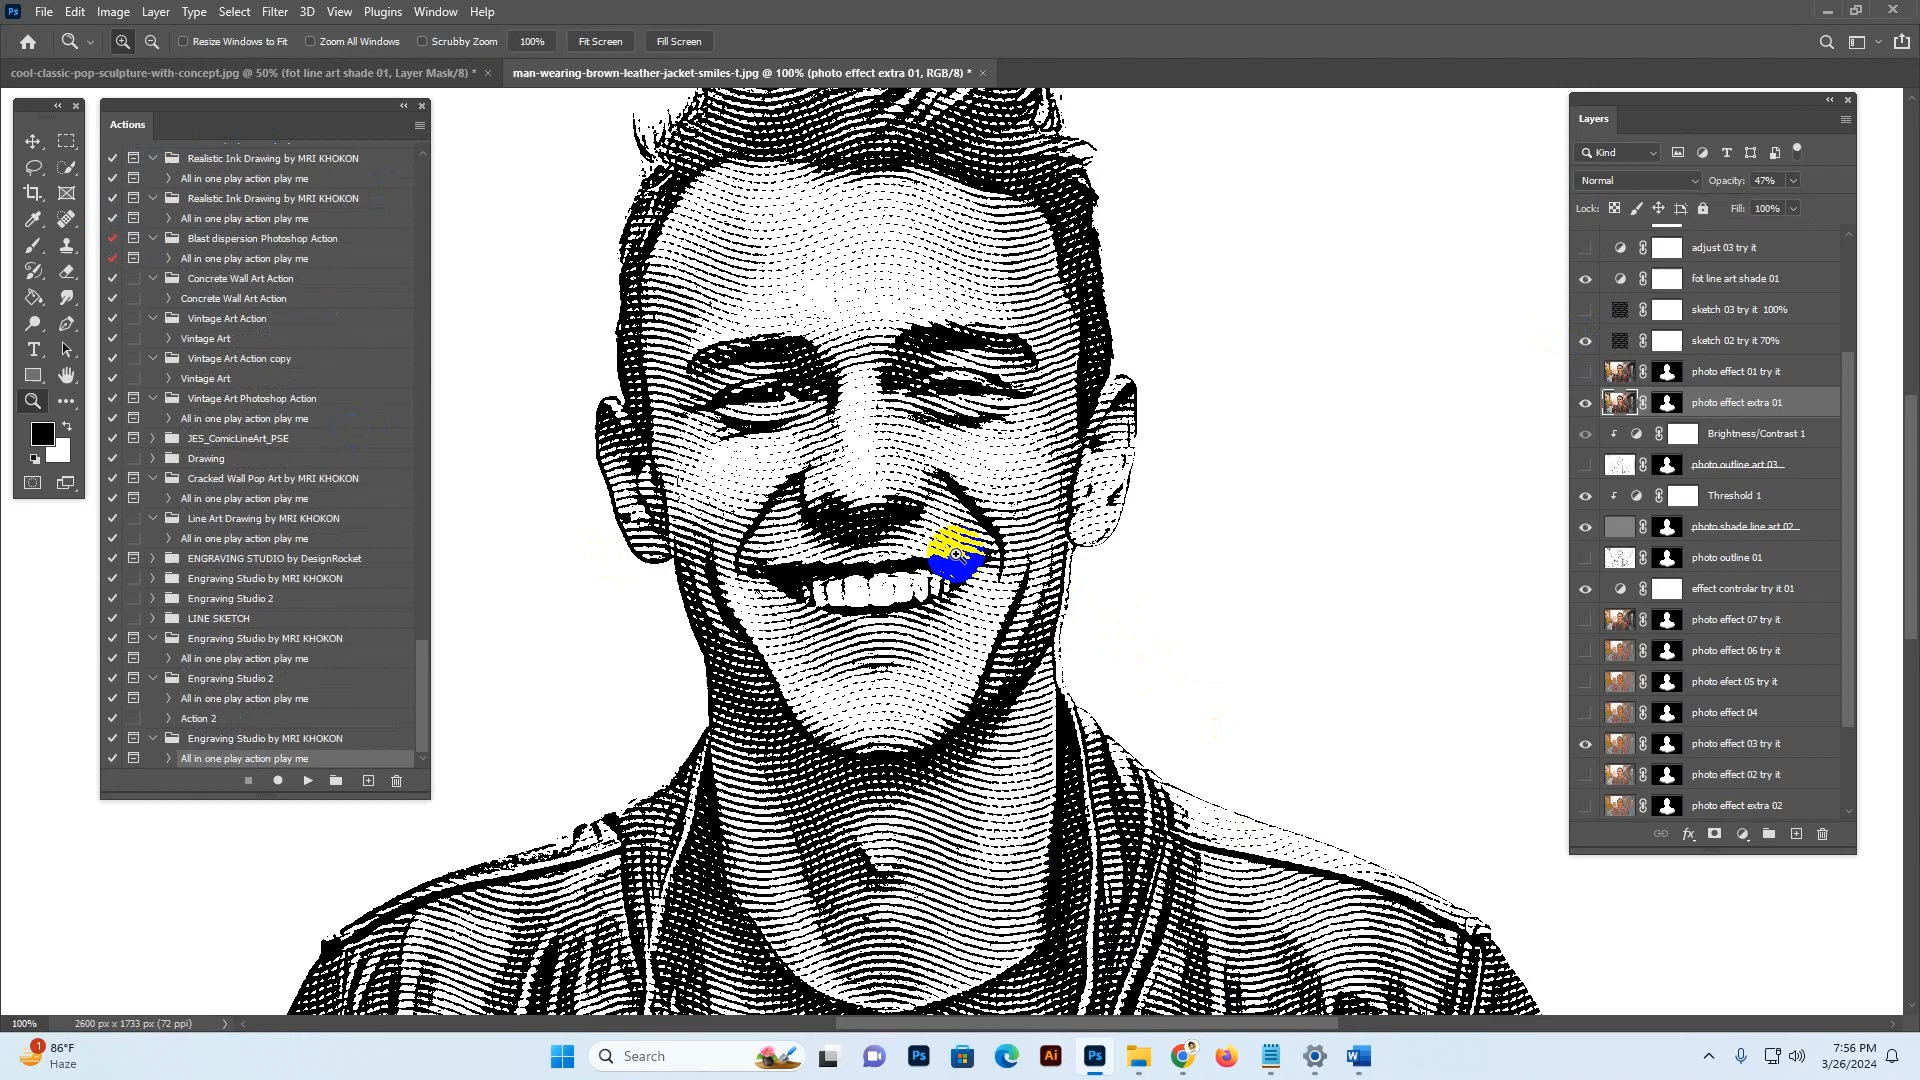 Ps File Edit Image Layer Type Select Filter 3D View Plugins Window Help
Resize Windows to Fit Zoom All Windows Scrubby Zoom 100% Fit Screen Fill Screen
cool-classic-pop-sculpture-with-concept.jpg @ 50% (fot line art shade 01, Layer Mask/8) * × man-wearing-brown-leather-jacket-smiles-t.jpg @ 100% (photo effect extra 01, RGB/8) * ×
Actions
Realistic Ink Drawing by MRI KHOKON
All in one play action play me
Realistic Ink Drawing by MRI KHOKON
All in one play action play me
Blast dispersion Photoshop Action
All in one play action play me
Concrete Wall Art Action
Concrete Wall Art Action
Vintage Art Action
Vintage Art
Vintage Art Action copy
Vintage Art
Vintage Art Photoshop Action
All in one play action play me
JES_ComicLineArt_PSE
Drawing
Cracked Wall Pop Art by MRI KHOKON
All in one play action play me
Line Art Drawing by MRI KHOKON
All in one play action play me
ENGRAVING STUDIO by DesignRocket
Engraving Studio by MRI KHOKON
Engraving Studio 2
LINE SKETCH
Engraving Studio by MRI KHOKON
All in one play action play me
Engraving Studio 2
All in one play action play me
Action 2
Engraving Studio by MRI KHOKON
All in one play action play me
Layers
Kind
Normal Opacity: 47%
Lock: Fill: 100%
adjust 03 try it
fot line art shade 01
sketch 03 try it 100%
sketch 02 try it 70%
photo effect 01 try it
photo effect extra 01
Brightness/Contrast 1
photo outline art 03
Threshold 1
photo shade line art 02
photo outline 01
effect controlar try it 01
photo effect 07 try it
photo effect 06 try it
photo efect 05 try it
photo effect 04
photo effect 03 try it
photo effect 02 try it
photo effect extra 02
100% 2600 px x 1733 px (72 ppi)
1 86°F
Haze
Search
Ps
Ai
Ps
7:56 PM
3/26/2024